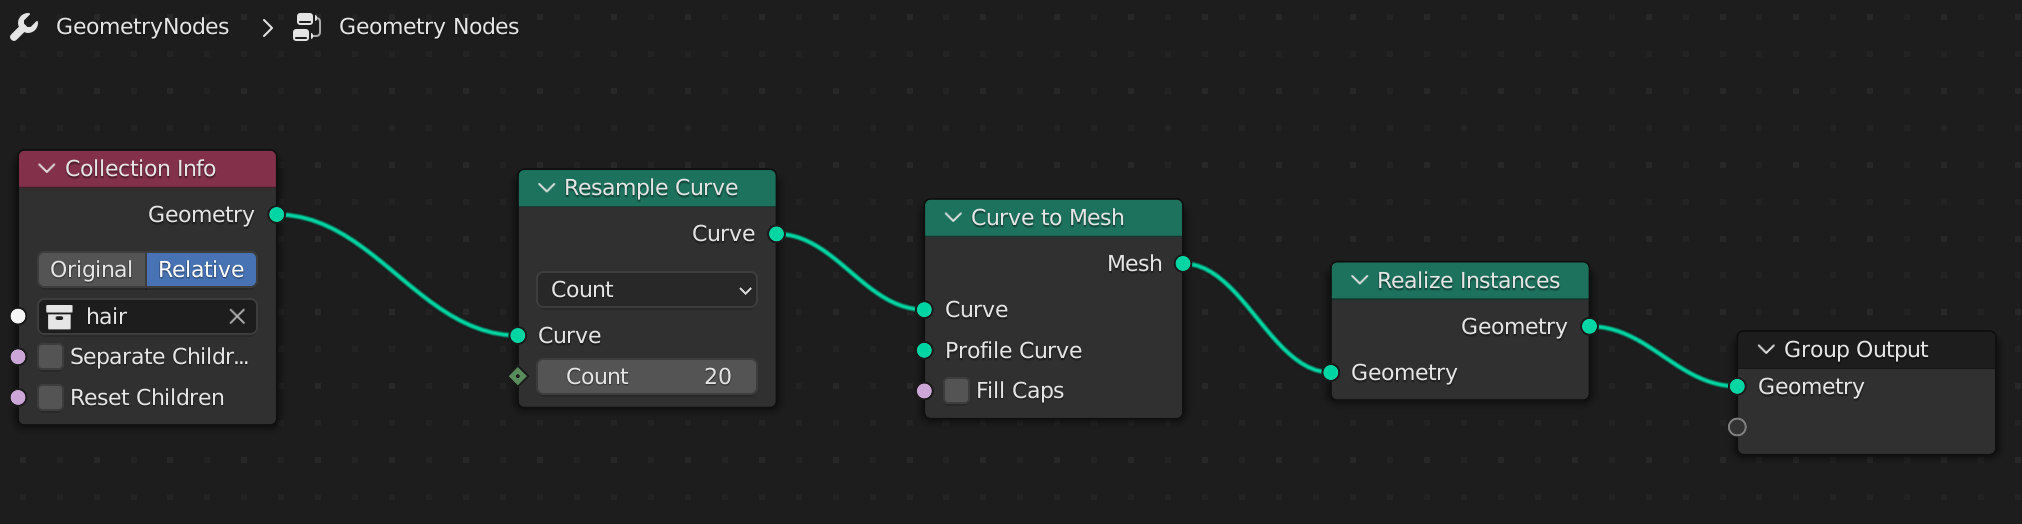 GeometryNodes > Geometry Nodes
Collection Info
Geometry
Original Relative
hair
Separate Childr...
Reset Children
Resample Curve
Curve
Count
Curve
Count 20
Curve to Mesh
Mesh
Curve
Profile Curve
Fill Caps
Realize Instances
Geometry
Geometry
Group Output
Geometry